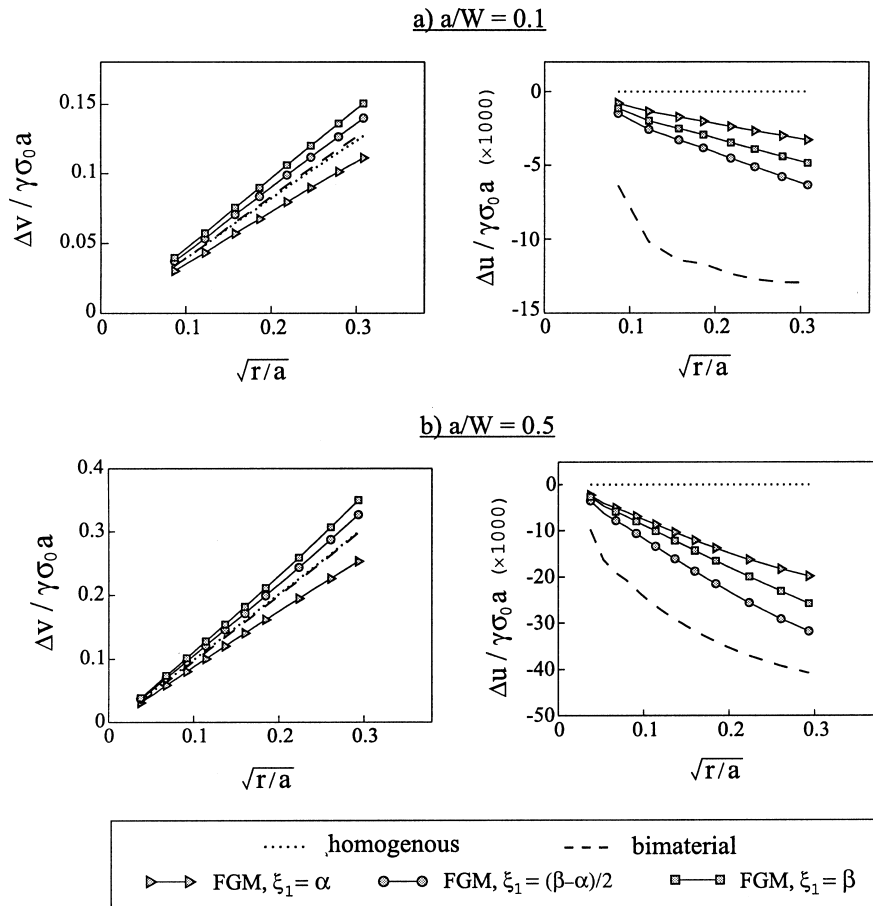 a) a/W = 0.1
Δv / γσ₀a
0.15
0.1
0.05
0
0
0.1
0.2
0.3
√r/a
Δu / γσ₀a (×1000)
0
-5
-10
-15
0
0.1
0.2
0.3
√r/a
b) a/W = 0.5
Δv / γσ₀a
0.4
0.3
0.2
0.1
0
0
0.1
0.2
0.3
√r/a
Δu / γσ₀a (×1000)
0
-10
-20
-30
-40
-50
0
0.1
0.2
0.3
√r/a
homogenous
bimaterial
FGM, ξ₁= α
FGM, ξ₁= (β–α)/2
FGM, ξ₁= β